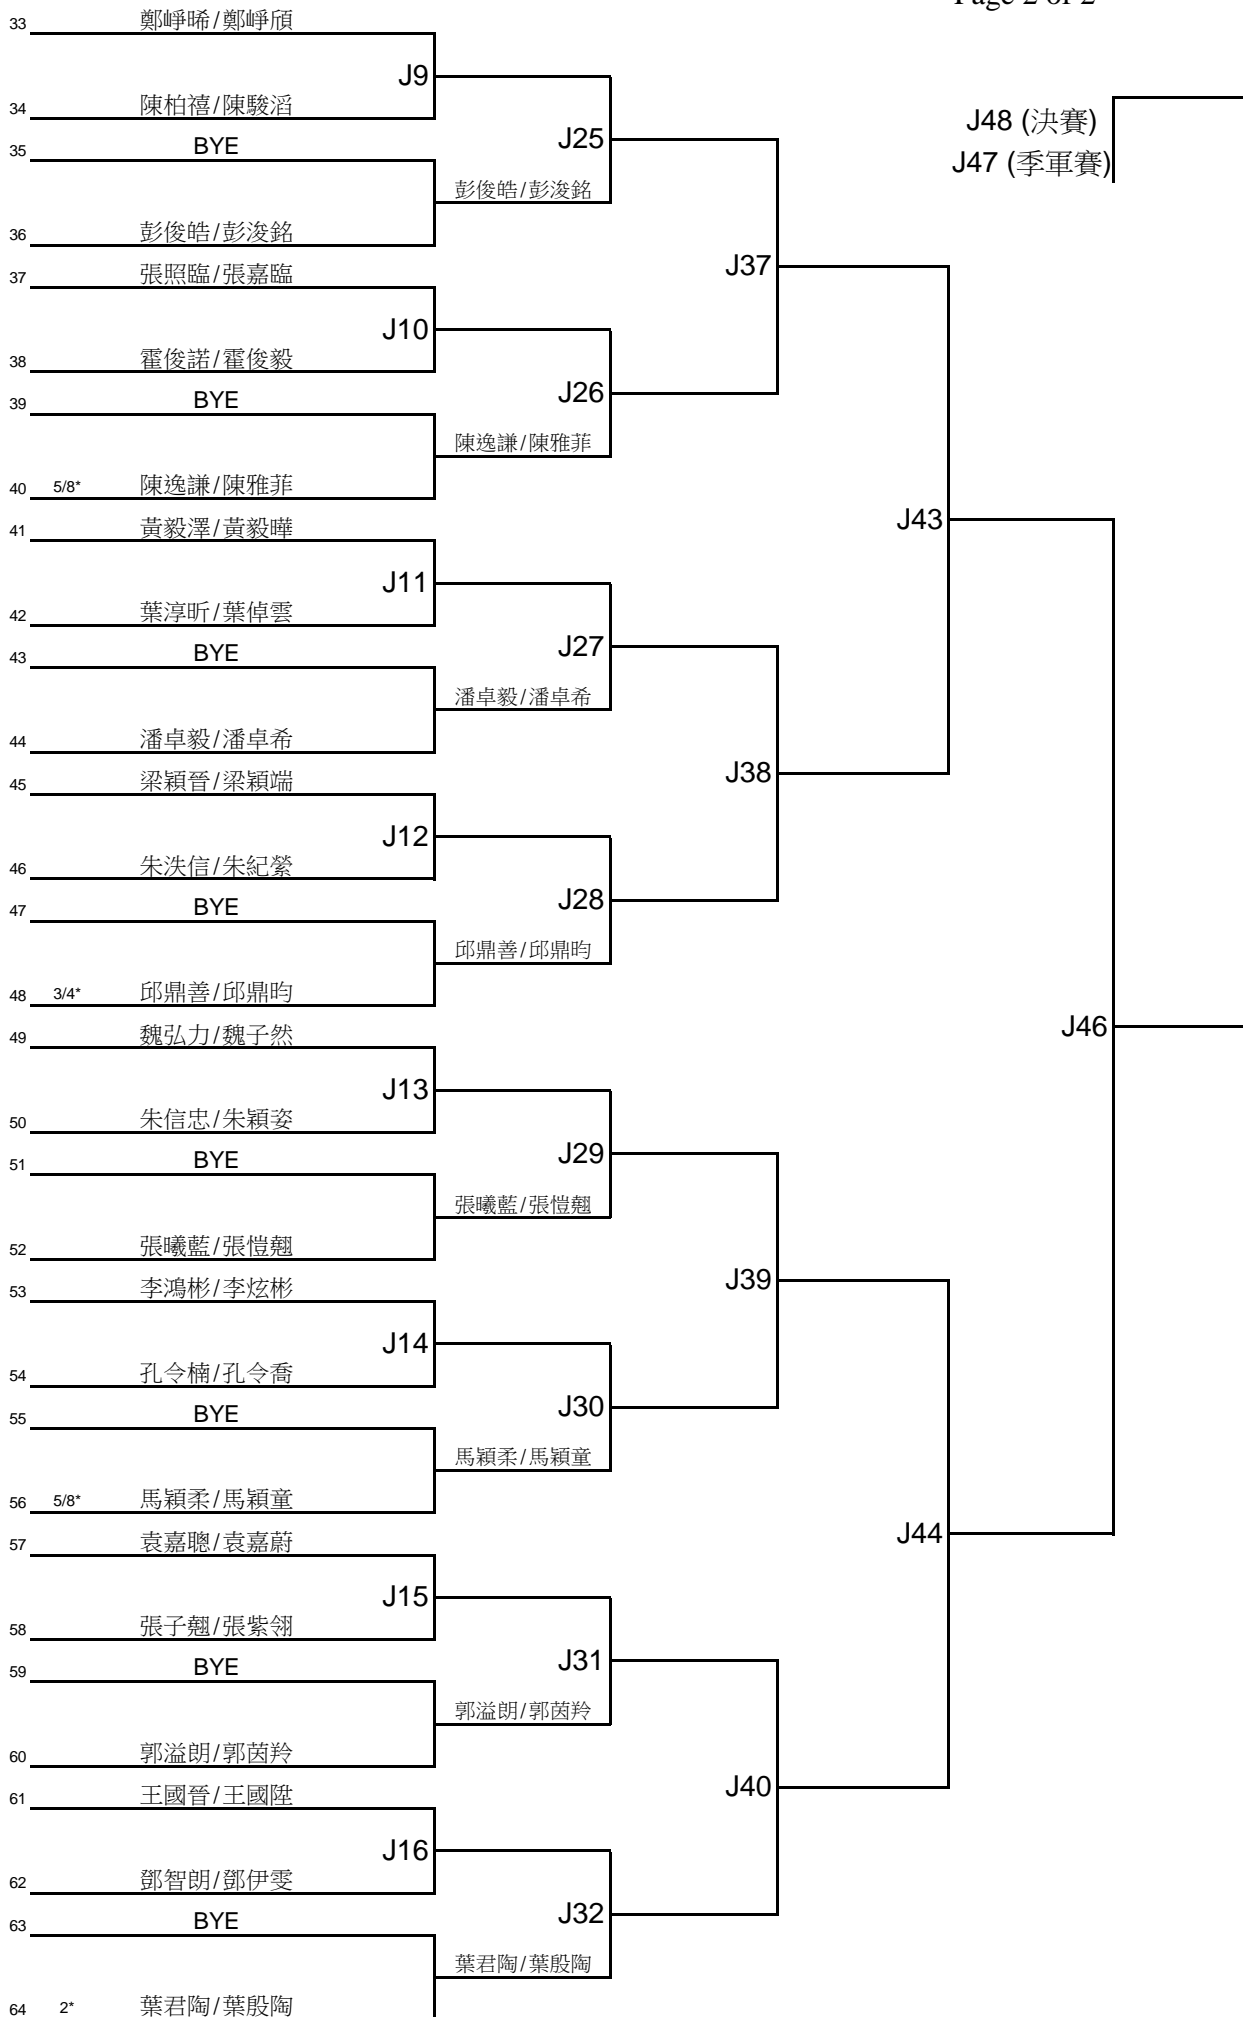 Page 2 of 2
33 鄭崢晞/鄭崢頎
J9
34 陳柏禧/陳駿滔
J48 (決賽)
35 BYE
J25
J47 (季軍賽)
彭俊皓/彭浚銘
36 彭俊皓/彭浚銘
37 張照臨/張嘉臨
J37
J10
38 霍俊諾/霍俊毅
39 BYE
J26
陳逸謙/陳雅菲
40 5/8* 陳逸謙/陳雅菲
41 黃毅澤/黃毅曄
J43
J11
42 葉淳昕/葉倬雲
43 BYE
J27
潘卓毅/潘卓希
44 潘卓毅/潘卓希
45 梁穎晉/梁穎端
J38
J12
46 朱泆信/朱紀縈
47 BYE
J28
邱鼎善/邱鼎昀
48 3/4* 邱鼎善/邱鼎昀
49 魏弘力/魏子然
J46
J13
50 朱信忠/朱穎姿
51 BYE
J29
張曦藍/張愷翹
52 張曦藍/張愷翹
53 李鴻彬/李炫彬
J39
J14
54 孔令楠/孔令喬
55 BYE
J30
馬穎柔/馬穎童
56 5/8* 馬穎柔/馬穎童
57 袁嘉聰/袁嘉蔚
J44
J15
58 張子翹/張紫翎
59 BYE
J31
郭溢朗/郭茵羚
60 郭溢朗/郭茵羚
61 王國晉/王國陞
J40
J16
62 鄧智朗/鄧伊雯
63 BYE
J32
葉君陶/葉殷陶
64 2* 葉君陶/葉殷陶